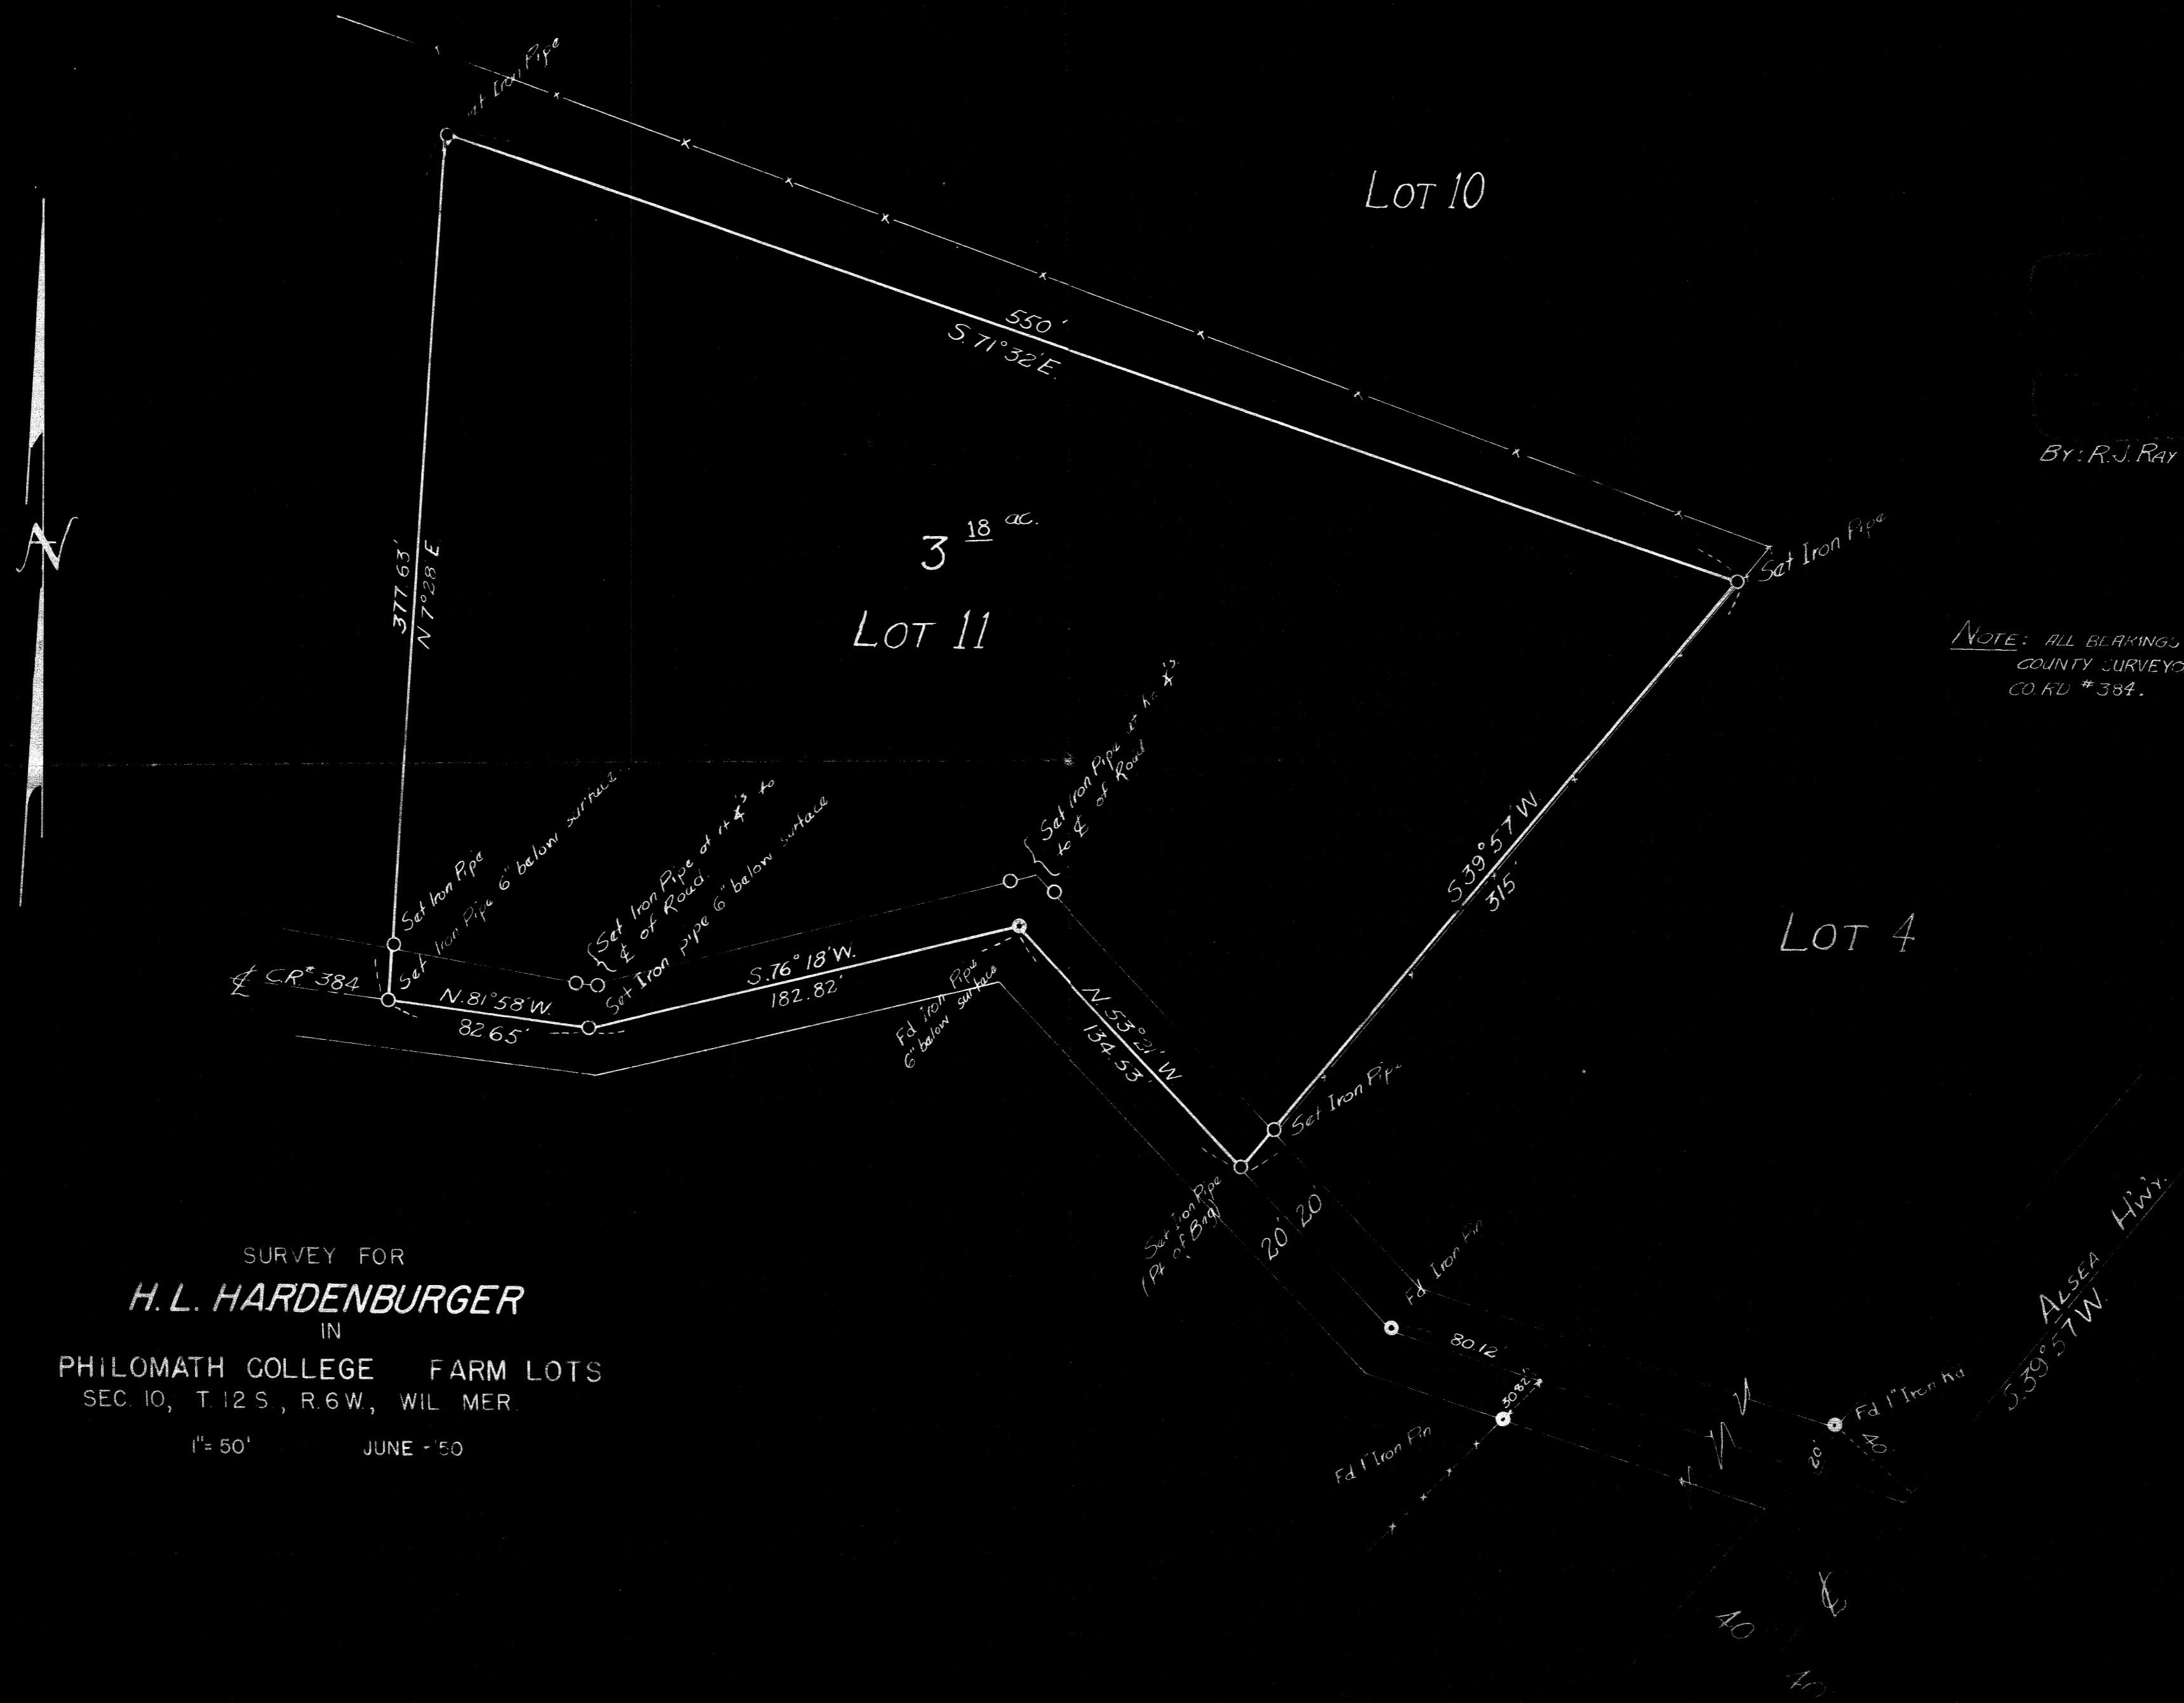 Iron Pipe
LOT 10
550'
S. 71° 32' E.
BY: R.J. RAY
3 18 ac.
LOT 11
377.63'
N 7° 28' E
Set Iron Pipe
N
NOTE: ALL BEARINGS
COUNTY SURVEYO
CO. RD #384.
Set Iron Pipe at
to ℄ of Road
Set Iron Pipe
Set Iron Pipe 6" below surface
Set Iron Pipe at rt ∡'s to
℄ of Road.
Set Iron Pipe 6" below surface
S 39° 57' W
315'
LOT 4
℄ C.R. # 384
N. 81° 58' W.
82.65'
S. 76° 18' W.
182.82'
Fd Iron Pipe
6" below surface
N. 53° 21' W
134.53'
Set Iron Pipe
Set Iron Pipe
(Pt of Bng)
20' 20'
Fd Iron Pin
80.12'
30.82'
Fd 1" Iron Pin
Fd 1" Iron
20'
40
ALSEA HWY.
S. 39° 57' W.
℄
40
SURVEY FOR
H. L. HARDENBURGER
IN
PHILOMATH COLLEGE FARM LOTS
SEC. 10, T. 12 S., R. 6 W., WIL. MER.
1" = 50' JUNE - '50